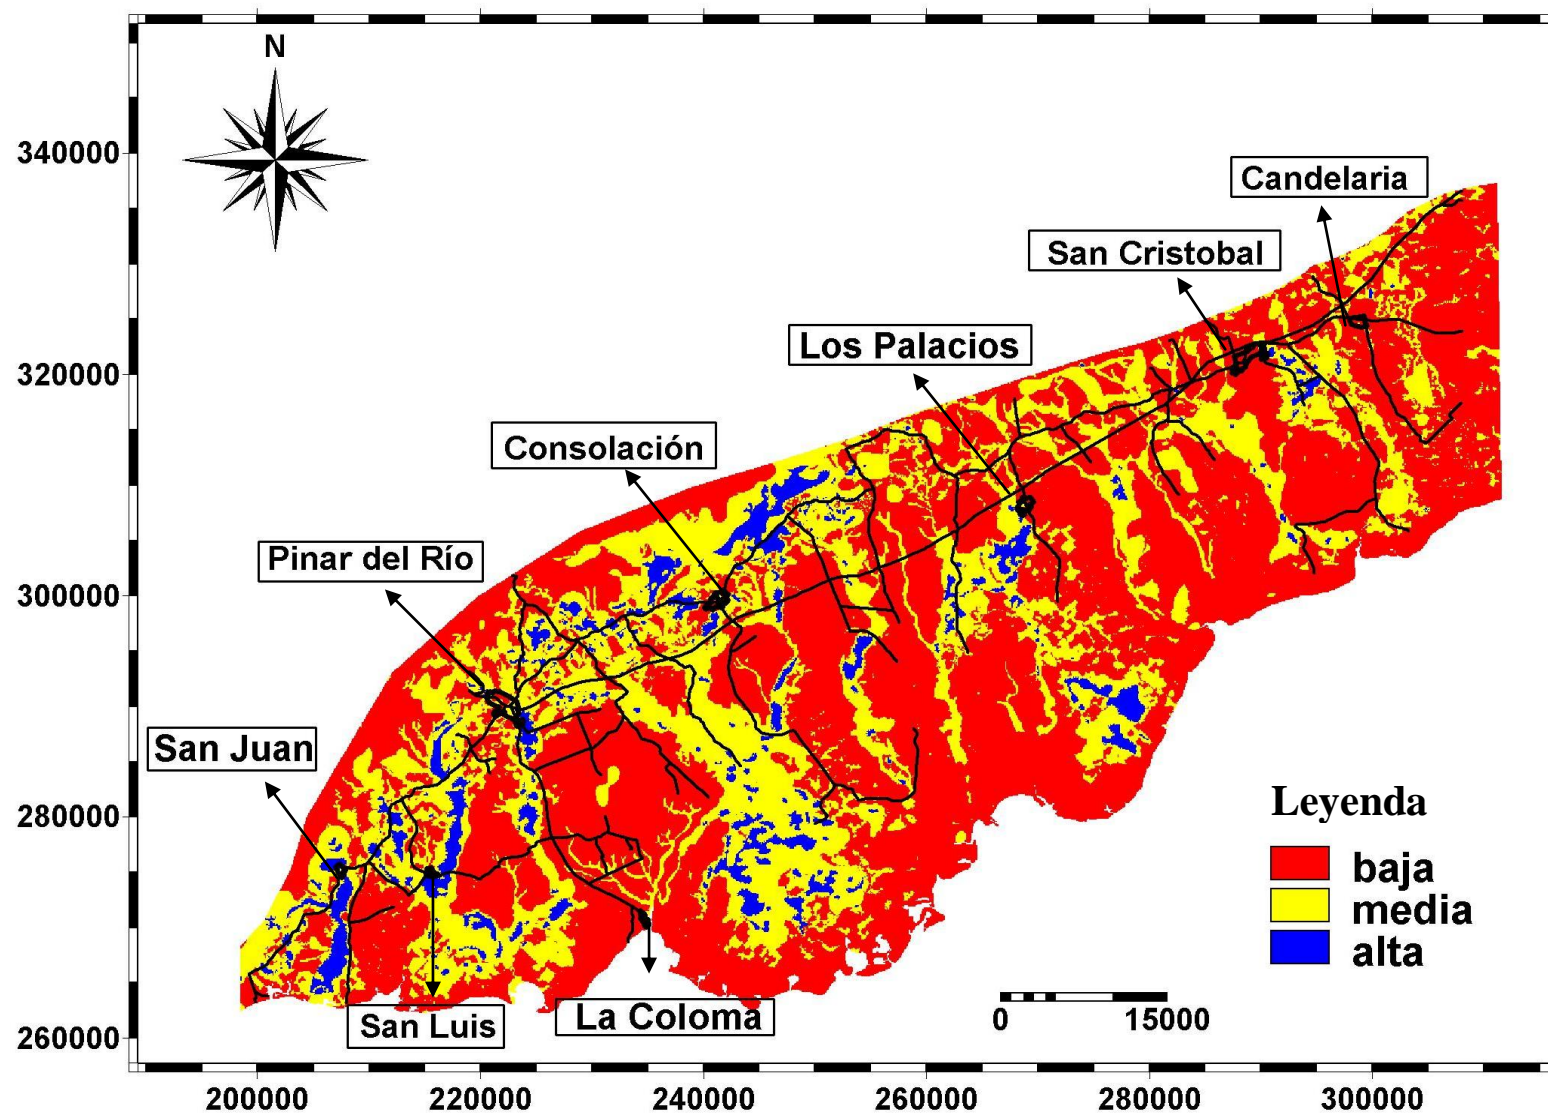 N
340000
320000
300000
280000
260000
Candelaria
San Cristobal
Los Palacios
Consolación
Pinar del Río
San Juan
San Luis
La Coloma
Leyenda
baja
media
alta
0 15000
200000 220000 240000 260000 280000 300000